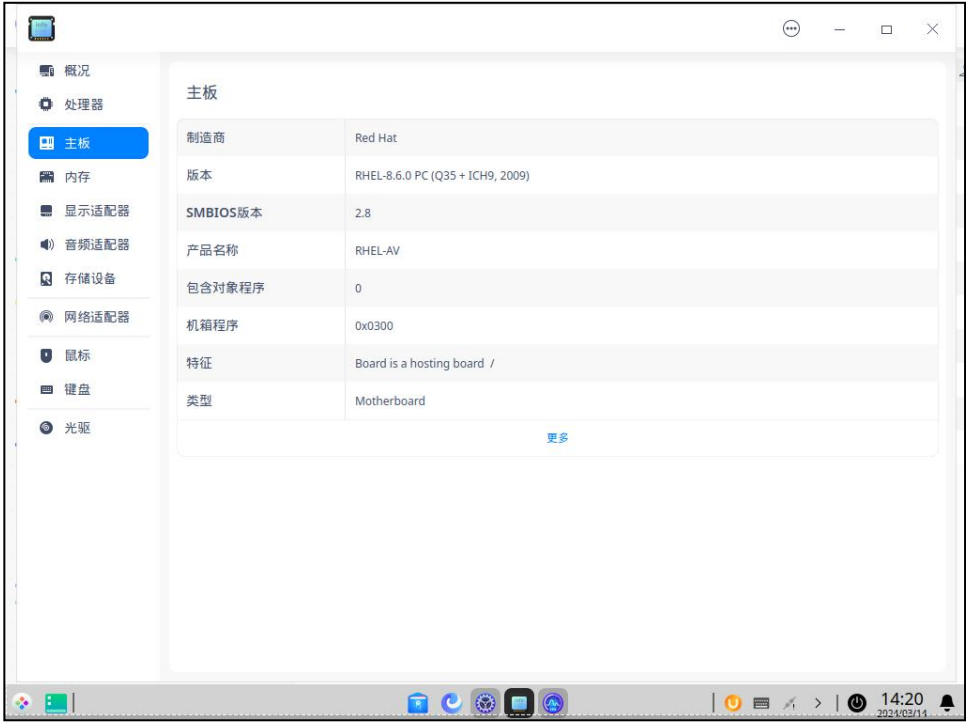 概况
处理器
主板
内存
显示适配器
音频适配器
存储设备
网络适配器
鼠标
键盘
光驱
主板
制造商 Red Hat
版本 RHEL-8.6.0 PC (Q35 + ICH9, 2009)
SMBIOS版本 2.8
产品名称 RHEL-AV
包含对象程序 0
机箱程序 0x0300
特征 Board is a hosting board /
类型 Motherboard
更多
14:20
2024/03/14